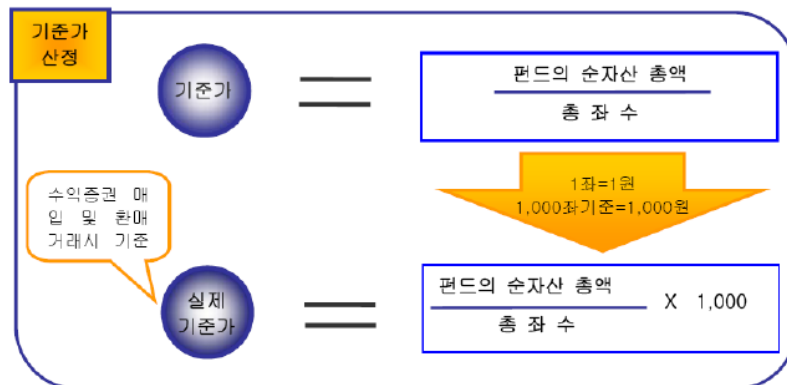 기준가
산정
기준가
펀드의 순자산 총액
총 좌 수
1좌=1원
1,000좌기준=1,000원
수익증권 매
입 및 환매
거래시 기준
실제
기준가
펀드의 순자산 총액
총 좌 수
X 1,000